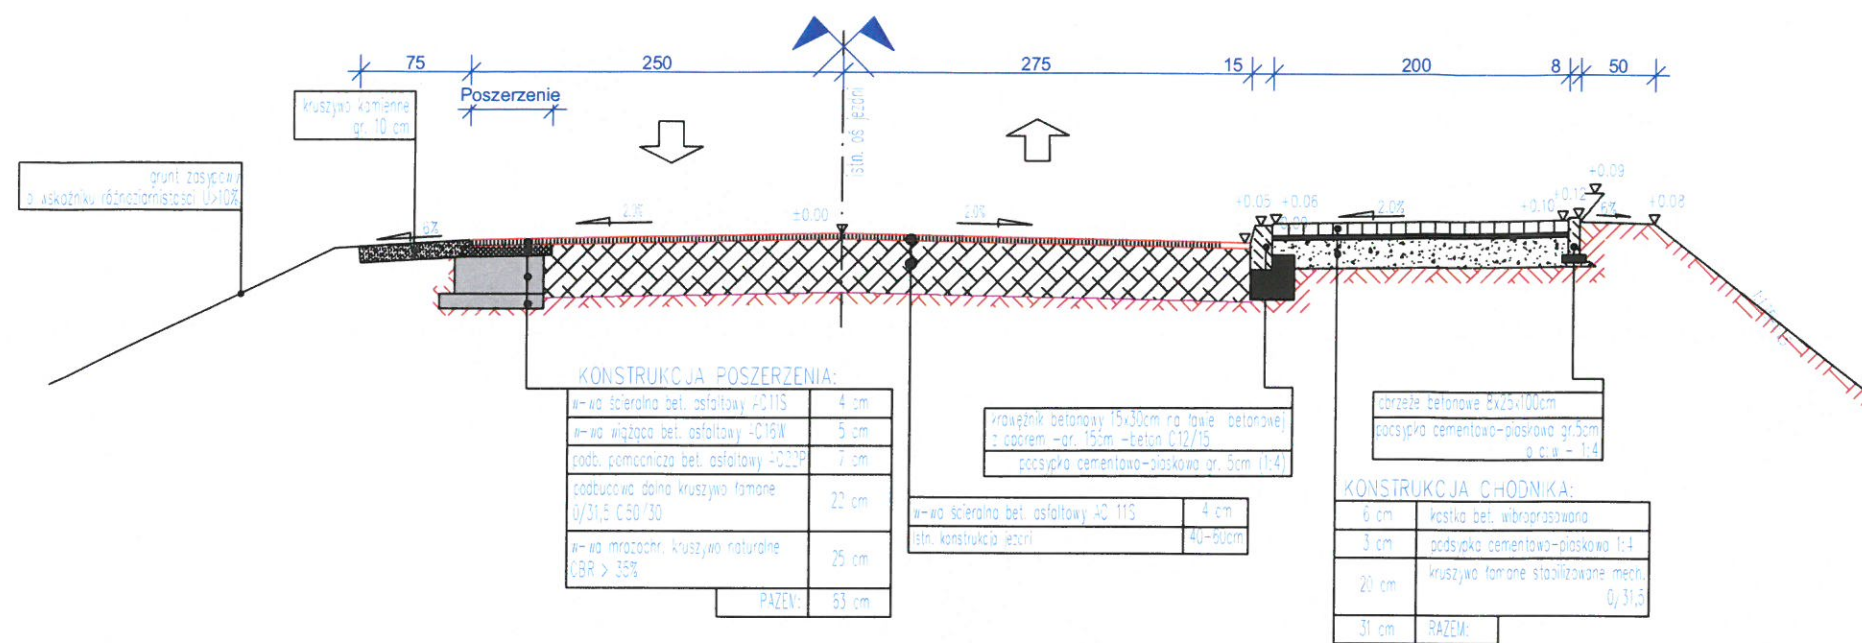 75 250 275 15 200 8 50
Poszerzenie
kruszywo kamienne
gr. 10 cm
istn. oś jezdni
grunt zasypowy
o wskaźniku różnoziarnistości U>10%
6% 2.0% ±0.00 2.0% +0.05 +0.06 2.0% +0.10 +0.12 +0.09 6% +0.08
KONSTRUKCJA POSZERZENIA:
w-wa ścieralna bet. asfaltowy AC11S 4 cm
w-wa wiążąca bet. asfaltowy AC16W 5 cm
podb. pomocnicza bet. asfaltowy AC22P 7 cm
podbudowa dolna kruszywo łamane
0/31,5 C50/30 22 cm
w-wa mrozochr. kruszywo naturalne
CBR > 35% 25 cm
RAZEM: 63 cm
krawężnik betonowy 15x30cm na ławie betonowej
z oporem -gr. 15cm -beton C12/15
podsypka cementowo-piaskowa gr. 5cm (1:4)
w-wa ścieralna bet. asfaltowy AC 11S 4 cm
istn. konstrukcja jezdni 40-60cm
obrzeże betonowe 8x25x100cm
podsypka cementowo-piaskowa gr.5cm
o c:w - 1:4
KONSTRUKCJA CHODNIKA:
6 cm kostka bet. wibroprasowana
3 cm podsypka cementowo-piaskowa 1:4
20 cm kruszywo łamane stabilizowane mech.
0/31,5
31 cm RAZEM: